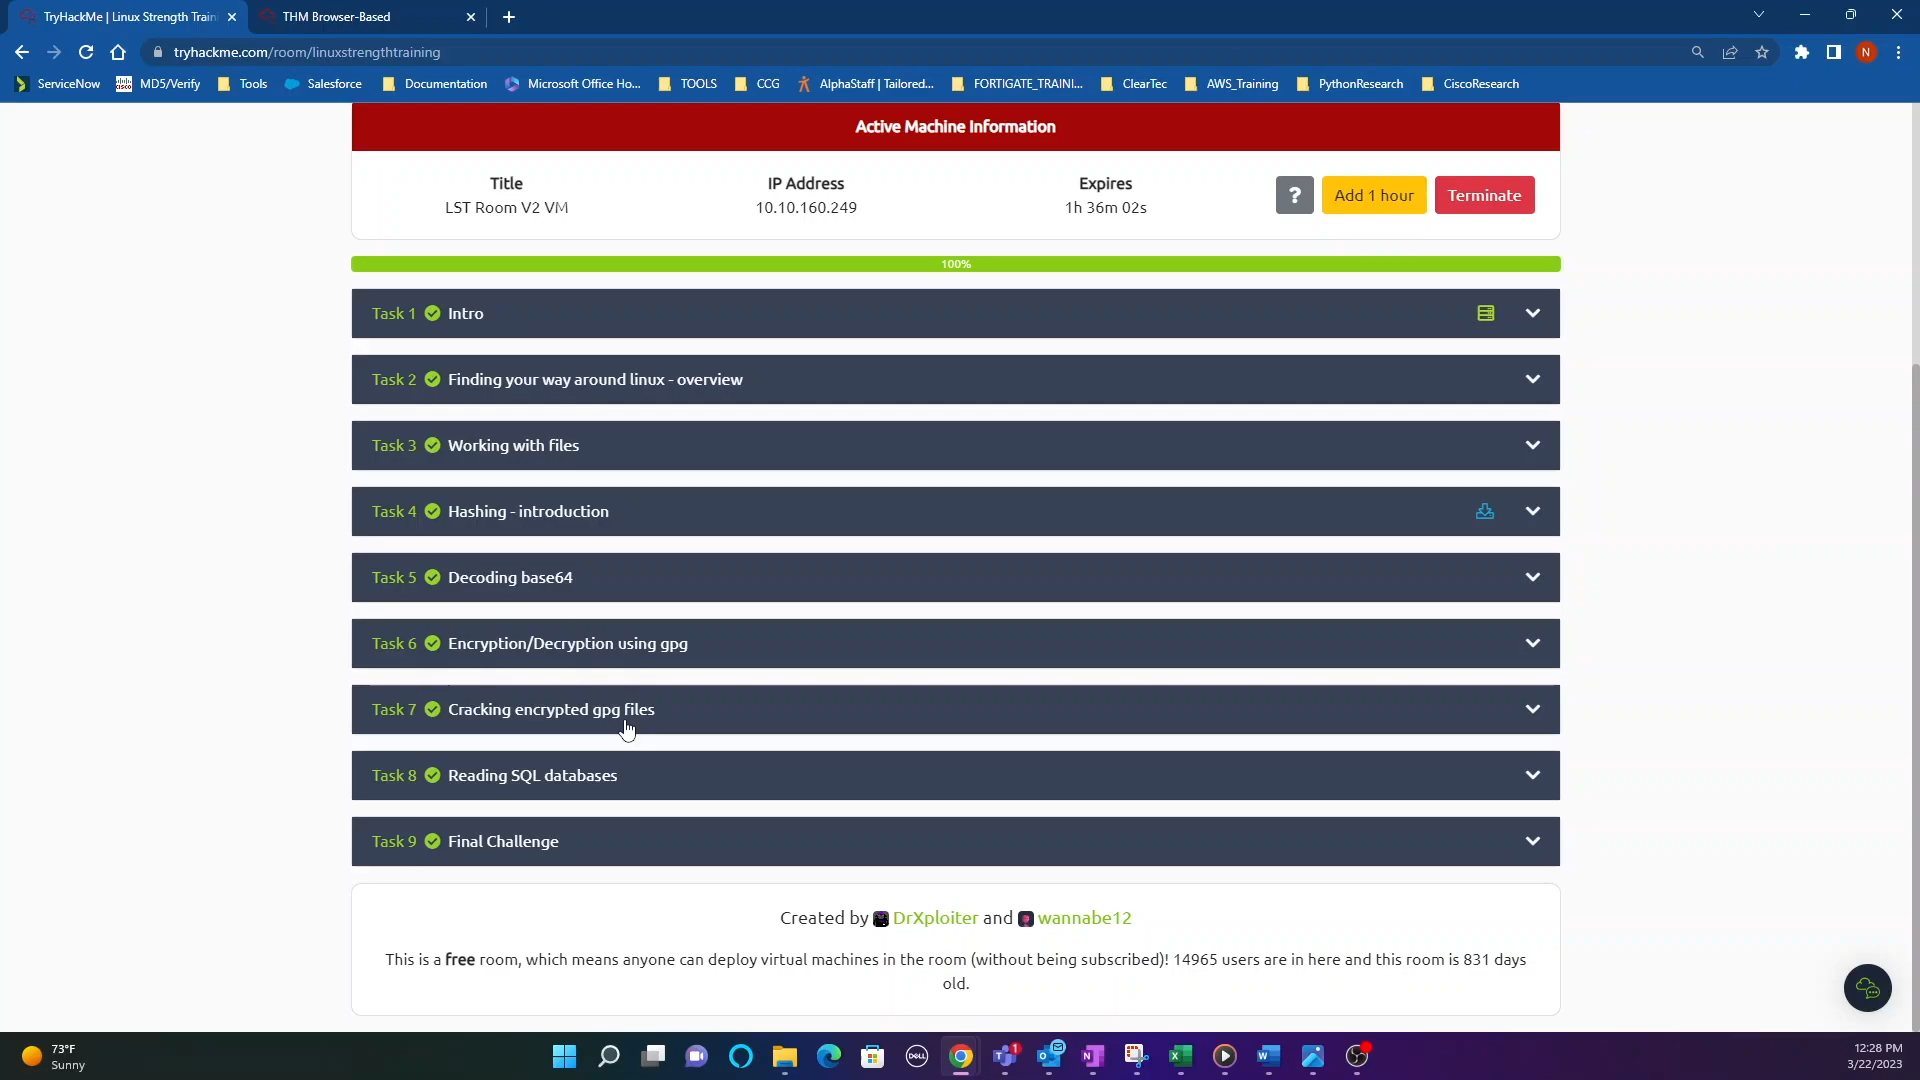 TryHackMe | Linux Strength Train
THM Browser-Based
tryhackme.com/room/linuxstrengthtraining
N
ServiceNow
MD5/Verify
Tools
Salesforce
Documentation
Microsoft Office Ho...
TOOLS
CCG
AlphaStaff | Tailored...
FORTIGATE_TRAINI...
ClearTec
AWS_Training
PythonResearch
CiscoResearch
Active Machine Information
Title
IP Address
Expires
LST Room V2 VM
10.10.160.249
1h 36m 02s
?
Add 1 hour
Terminate
100%
Task 1 Intro
Task 2 Finding your way around linux - overview
Task 3 Working with files
Task 4 Hashing - introduction
Task 5 Decoding base64
Task 6 Encryption/Decryption using gpg
Task 7 Cracking encrypted gpg files
Task 8 Reading SQL databases
Task 9 Final Challenge
Created by DrXploiter and wannabe12
This is a free room, which means anyone can deploy virtual machines in the room (without being subscribed)! 14965 users are in here and this room is 831 days
old.
73°F
Sunny
DELL
1
12:28 PM
3/22/2023